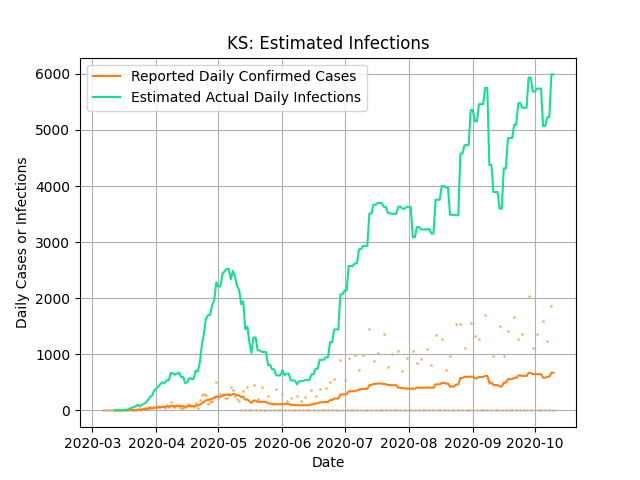 KS: Estimated Infections
Reported Daily Confirmed Cases
Estimated Actual Daily Infections
Daily Cases or Infections
6000
5000
4000
3000
2000
1000
0
2020-03 2020-04 2020-05 2020-06 2020-07 2020-08 2020-09 2020-10
Date